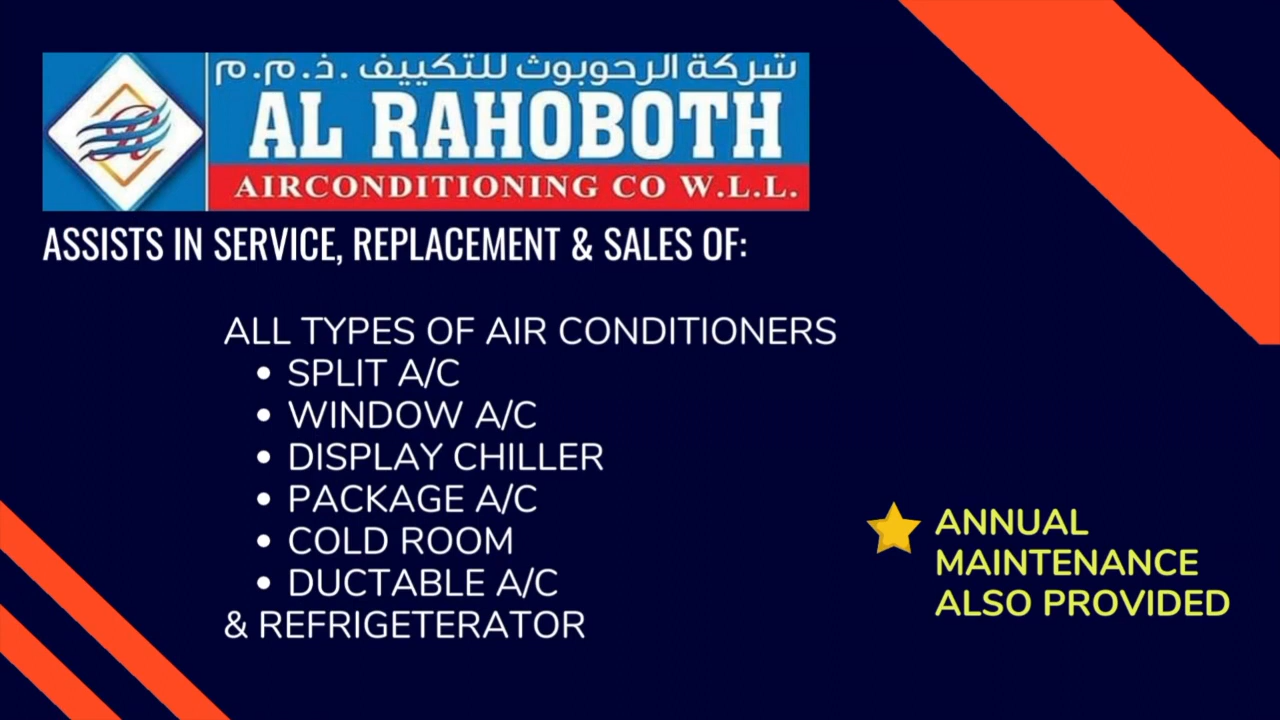 شركة الرحوبوث للتكييف .ذ.م.م
AL RAHOBOTH
AIRCONDITIONING CO W.L.L.
ASSISTS IN SERVICE, REPLACEMENT & SALES OF:
ALL TYPES OF AIR CONDITIONERS
• SPLIT A/C
• WINDOW A/C
• DISPLAY CHILLER
• PACKAGE A/C
• COLD ROOM
• DUCTABLE A/C
& REFRIGETERATOR
ANNUAL
MAINTENANCE
ALSO PROVIDED